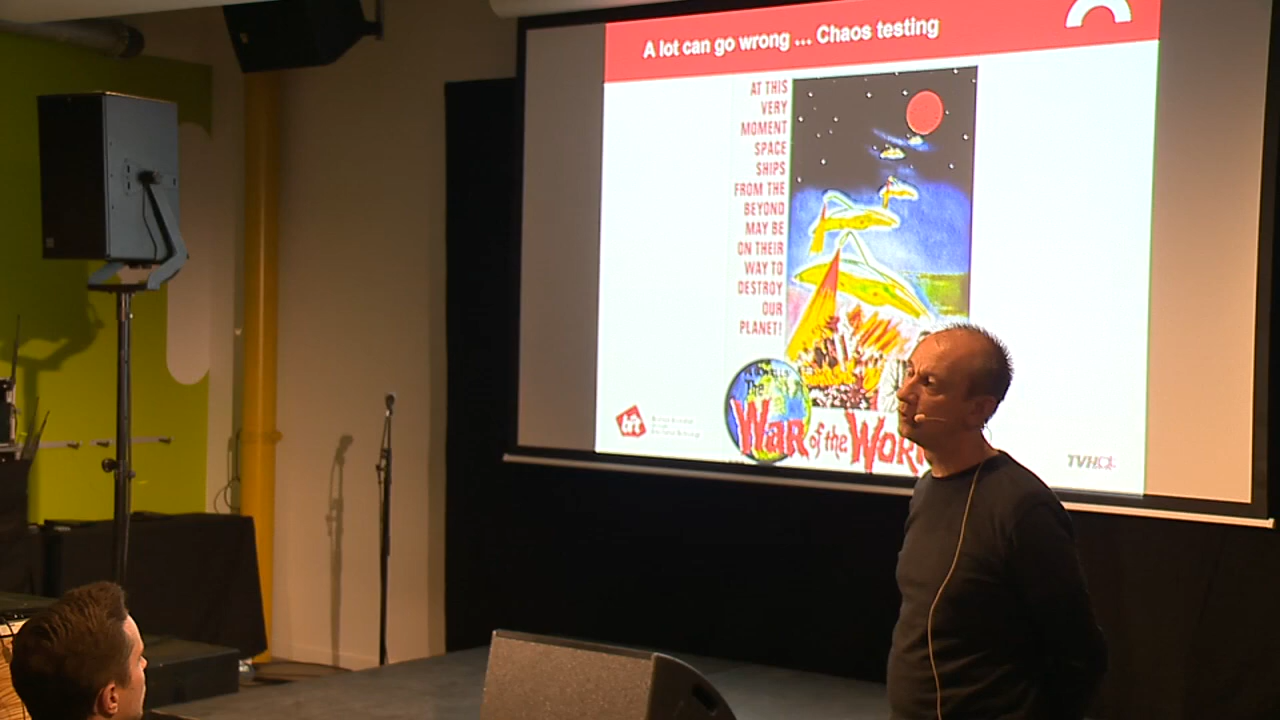 A lot can go wrong ... Chaos testing
AT THIS
VERY
MOMENT
SPACE
SHIPS
FROM THE
BEYOND
MAY BE
ON THEIR
WAY TO
DESTROY
OUR
PLANET!
The
WAR of the WOR